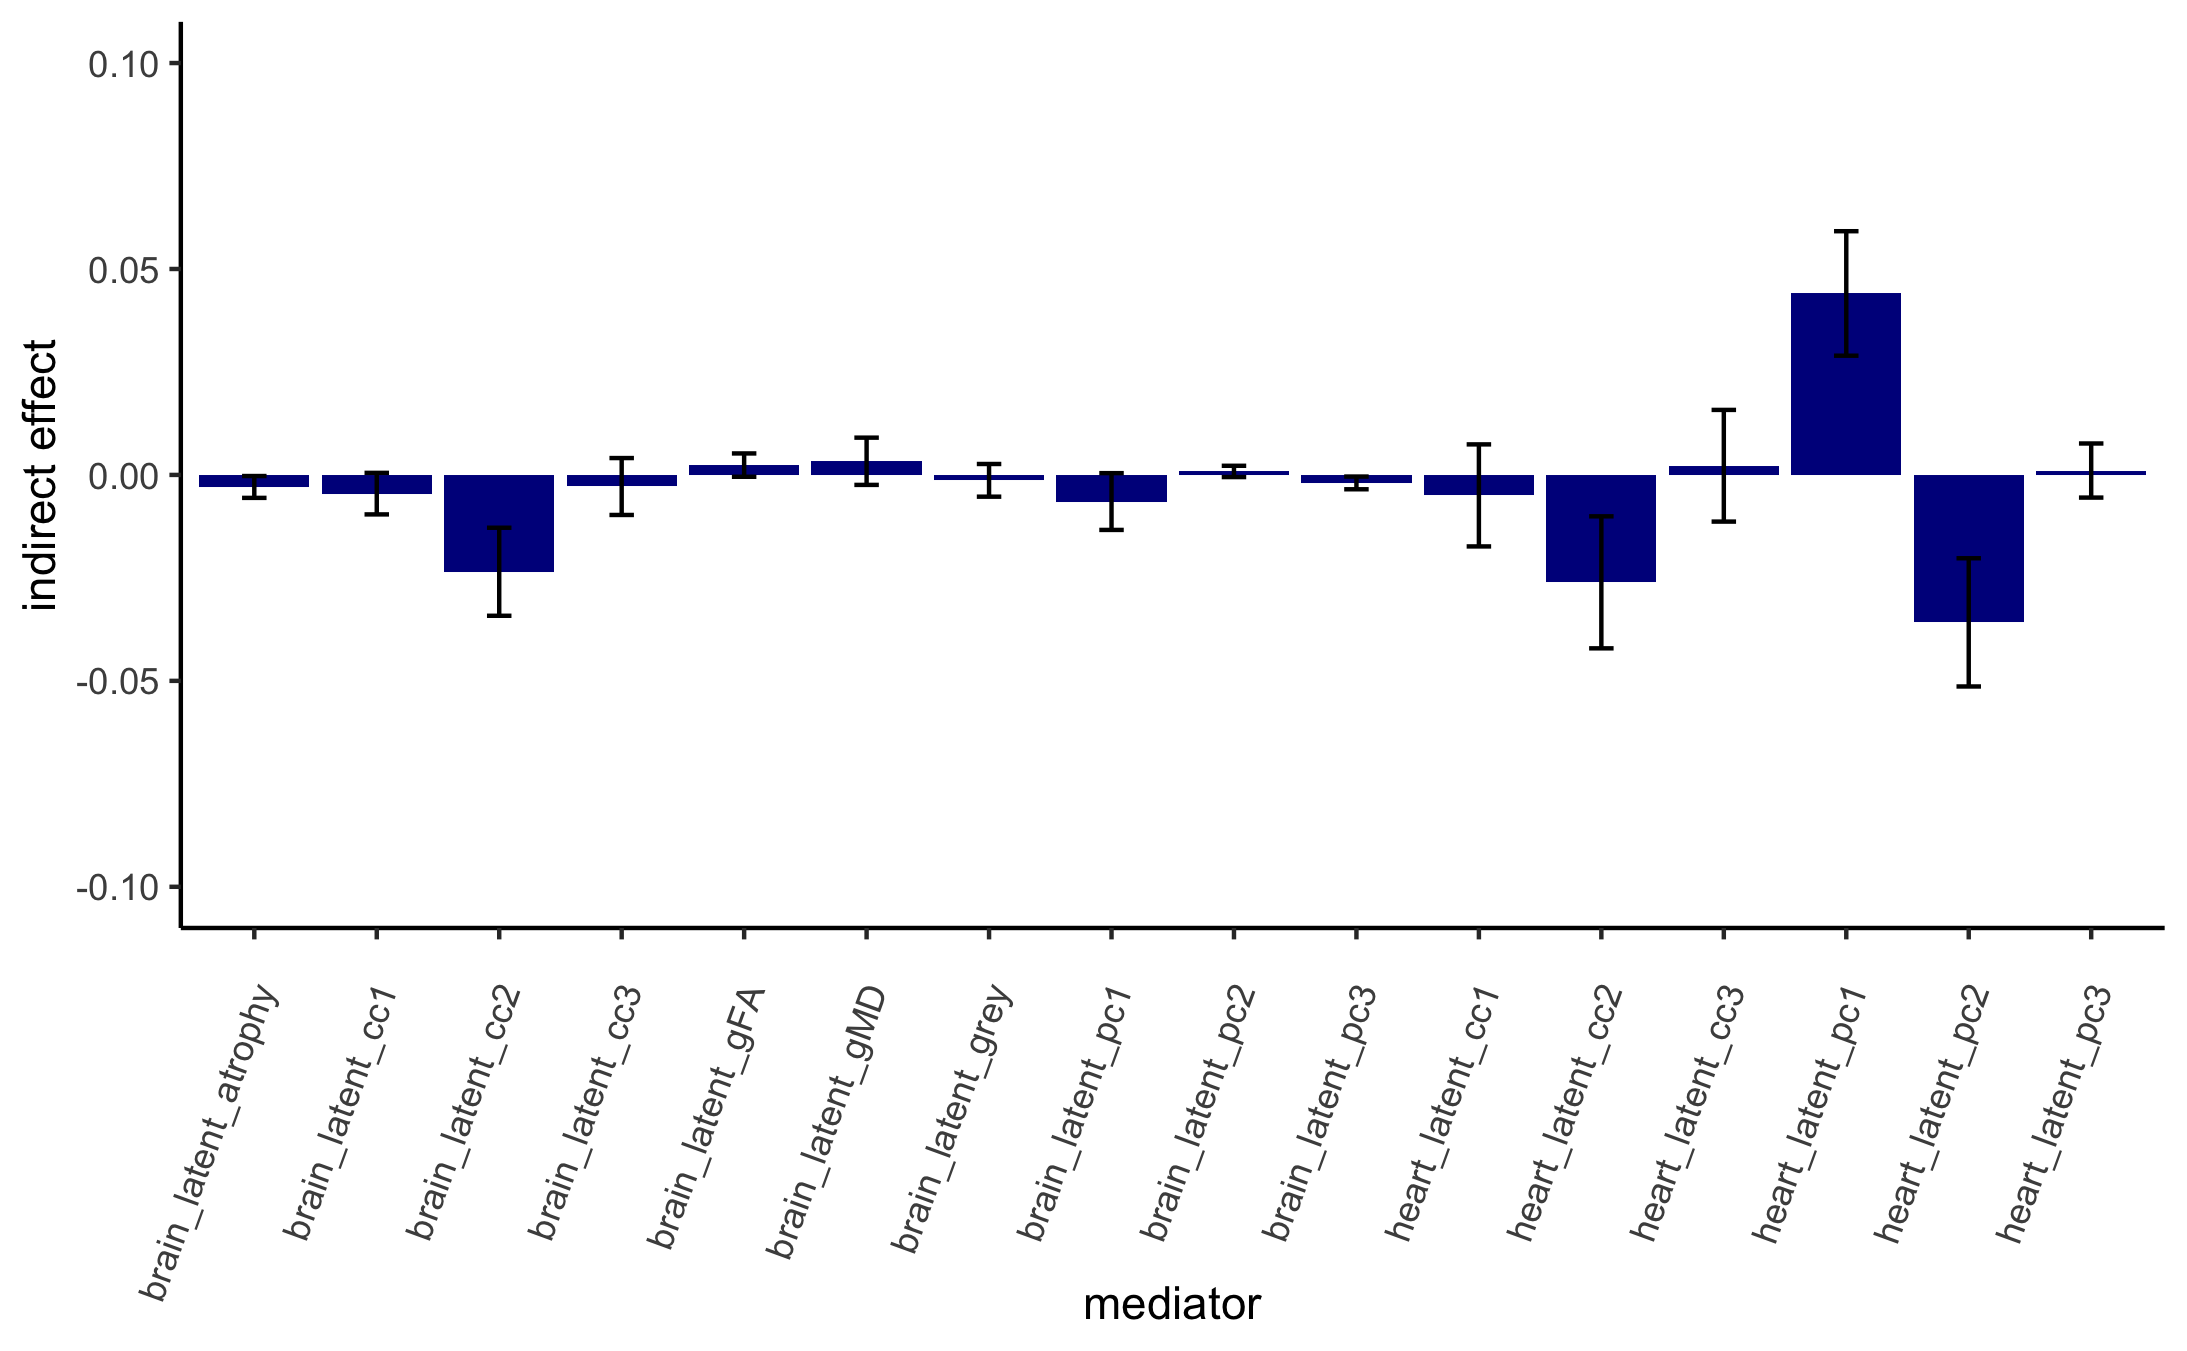 0.10
0.05
0.00
-0.05
-0.10
indirect effect
brain_latent_atrophy
brain_latent_cc1
brain_latent_cc2
brain_latent_cc3
brain_latent_gFA
brain_latent_gMD
brain_latent_grey
brain_latent_pc1
brain_latent_pc2
brain_latent_pc3
heart_latent_cc1
heart_latent_cc2
heart_latent_cc3
heart_latent_pc1
heart_latent_pc2
heart_latent_pc3
mediator